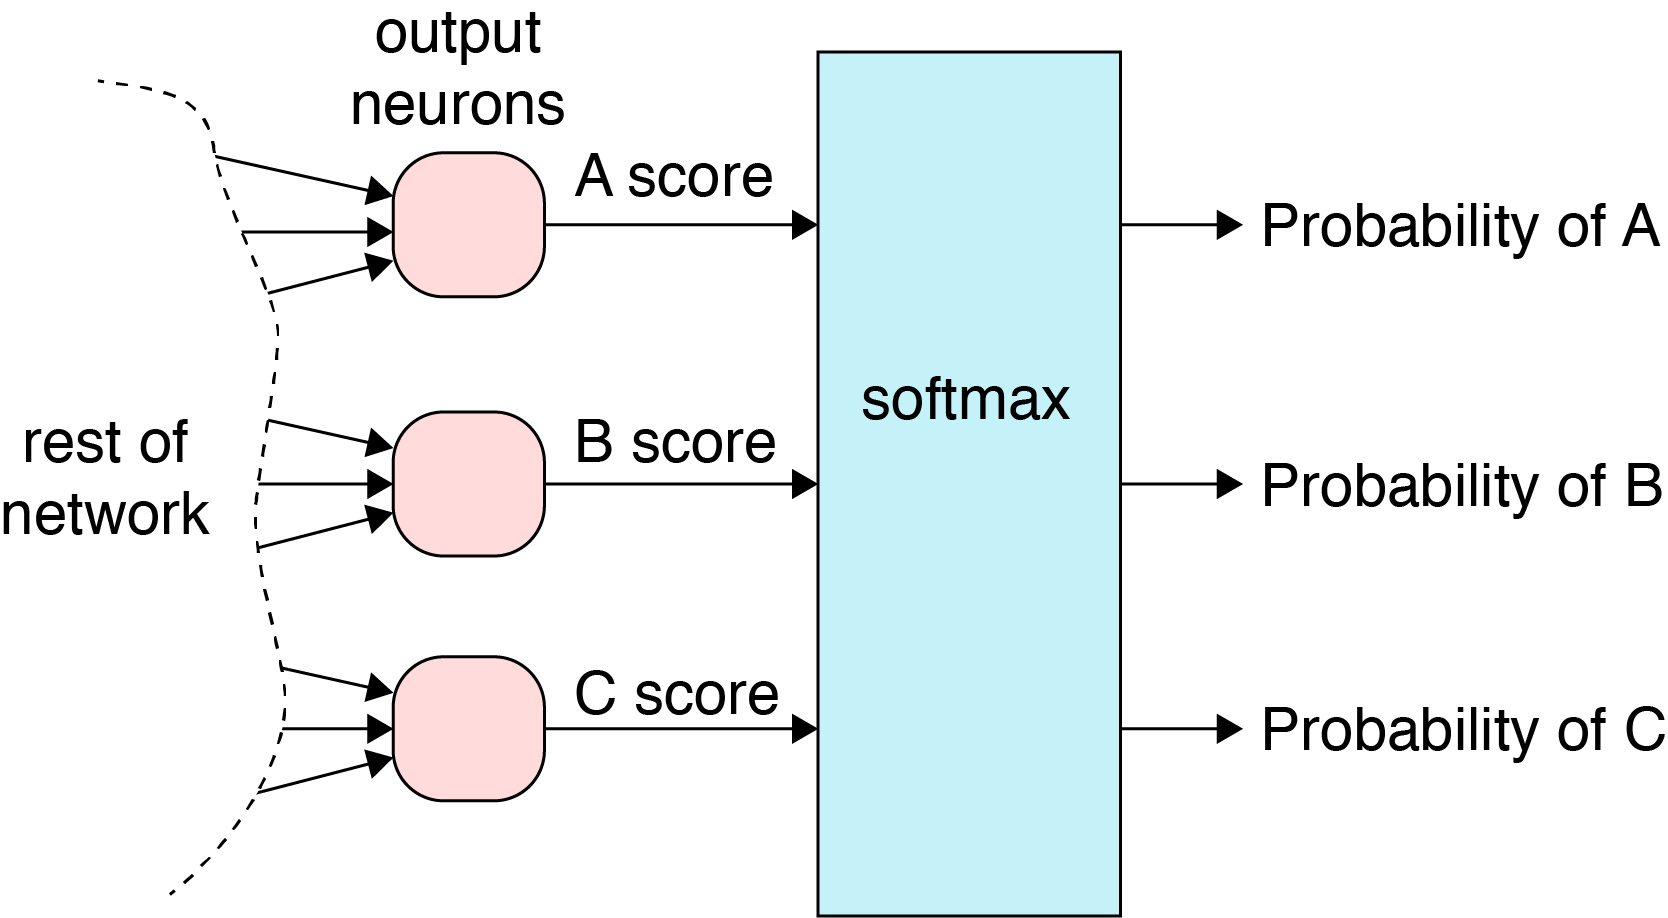 output
neurons
A score
Probability of A
softmax
rest of
network
B score
Probability of B
C score
Probability of C